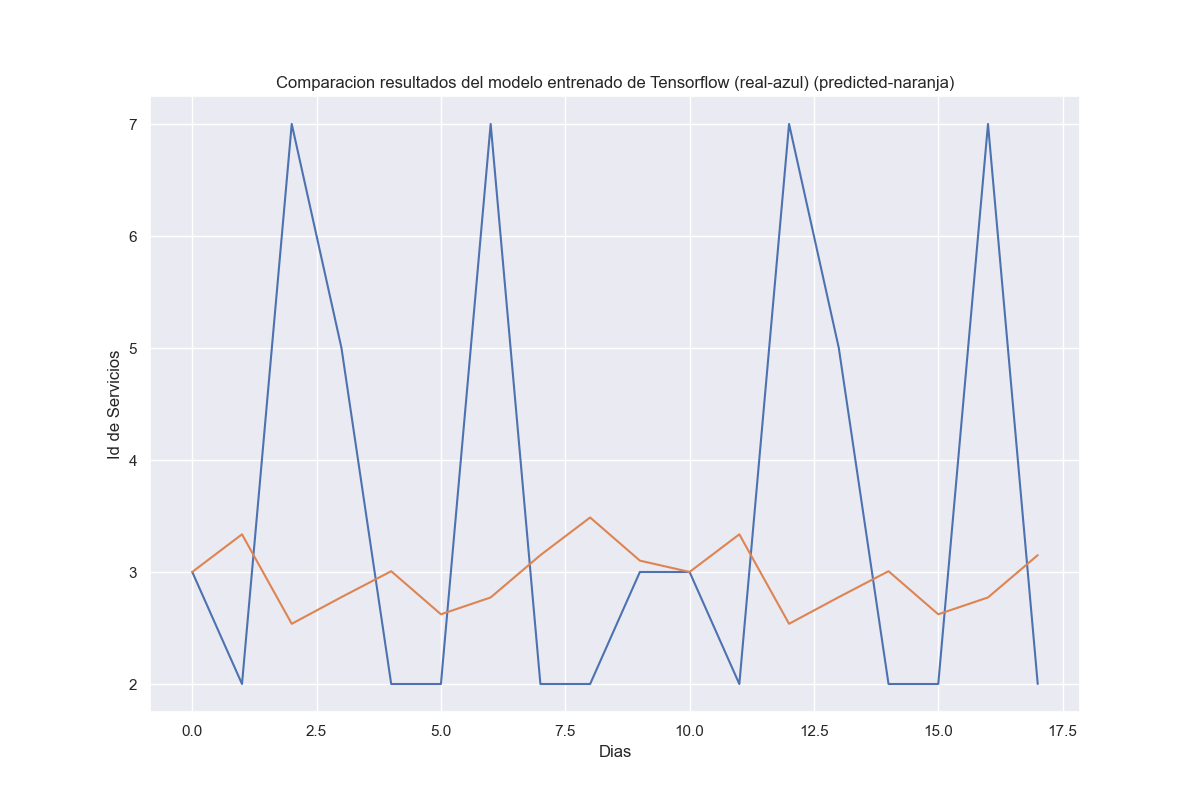 Comparacion resultados del modelo entrenado de Tensorflow (real-azul) (predicted-naranja)
7
6
5
4
3
2
Id de Servicios
0.0 2.5 5.0 7.5 10.0 12.5 15.0 17.5
Dias